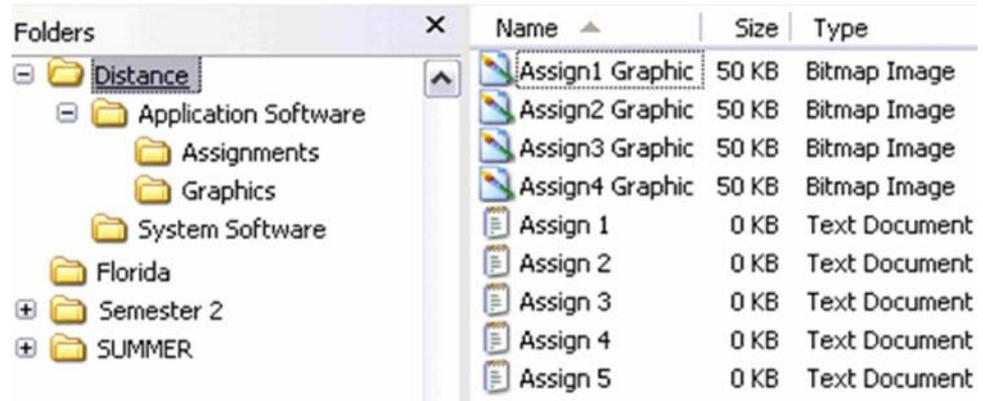 Folders
Distance
Application Software
Assignments
Graphics
System Software
Florida
Semester 2
SUMMER
Name Size Type
Assign1 Graphic 50 KB Bitmap Image
Assign2 Graphic 50 KB Bitmap Image
Assign3 Graphic 50 KB Bitmap Image
Assign4 Graphic 50 KB Bitmap Image
Assign 1 0 KB Text Document
Assign 2 0 KB Text Document
Assign 3 0 KB Text Document
Assign 4 0 KB Text Document
Assign 5 0 KB Text Document